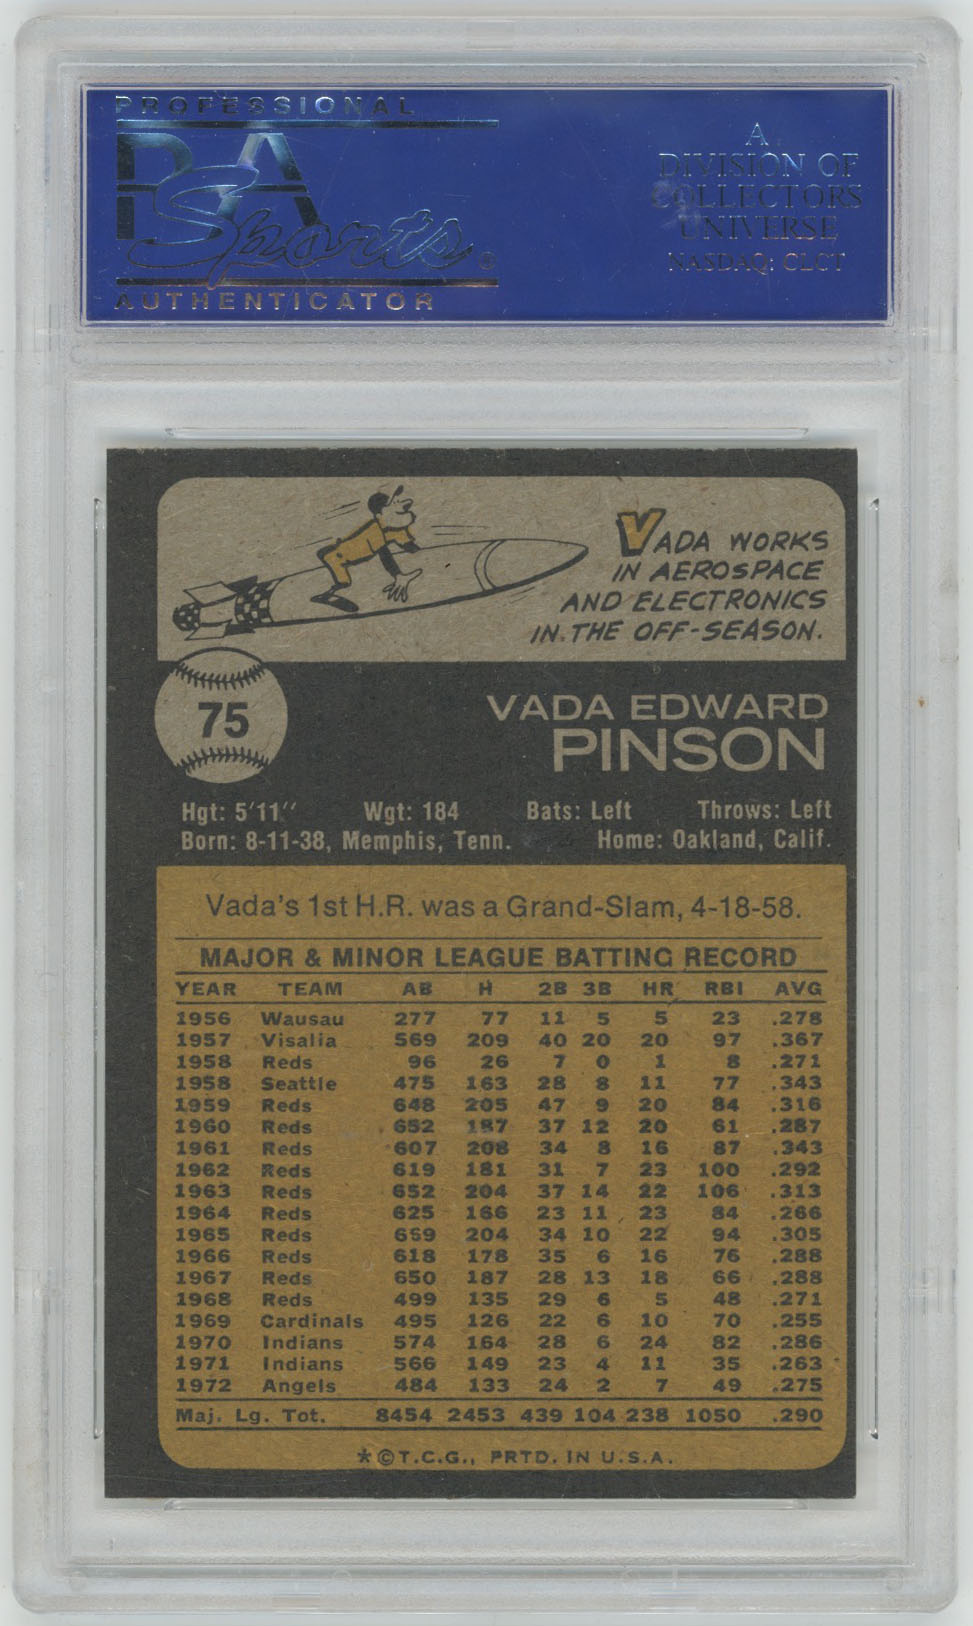 PROFESSIONAL
PSA
Sports
®
AUTHENTICATOR
A
DIVISION OF
COLLECTORS
UNIVERSE
NASDAQ: CLCT
VADA WORKS
IN AEROSPACE
AND ELECTRONICS
IN THE OFF-SEASON.
75
VADA EDWARD
PINSON
Hgt: 5'11" Wgt: 184 Bats: Left Throws: Left
Born: 8-11-38, Memphis, Tenn. Home: Oakland, Calif.
Vada's 1st H.R. was a Grand-Slam, 4-18-58.
MAJOR & MINOR LEAGUE BATTING RECORD
YEAR TEAM AB H 2B 3B HR RBI AVG
1956 Wausau 277 77 11 5 5 23 .278
1957 Visalia 569 209 40 20 20 97 .367
1958 Reds 96 26 7 0 1 8 .271
1958 Seattle 475 163 28 8 11 77 .343
1959 Reds 648 205 47 9 20 84 .316
1960 Reds 652 187 37 12 20 61 .287
1961 Reds 607 208 34 8 16 87 .343
1962 Reds 619 181 31 7 23 100 .292
1963 Reds 652 204 37 14 22 106 .313
1964 Reds 625 166 23 11 23 84 .266
1965 Reds 669 204 34 10 22 94 .305
1966 Reds 618 178 35 6 16 76 .288
1967 Reds 650 187 28 13 18 66 .288
1968 Reds 499 135 29 6 5 48 .271
1969 Cardinals 495 126 22 6 10 70 .255
1970 Indians 574 164 28 6 24 82 .286
1971 Indians 566 149 23 4 11 35 .263
1972 Angels 484 133 24 2 7 49 .275
Maj. Lg. Tot. 8454 2453 439 104 238 1050 .290
*©T.C.G., PRTD. IN U.S.A.